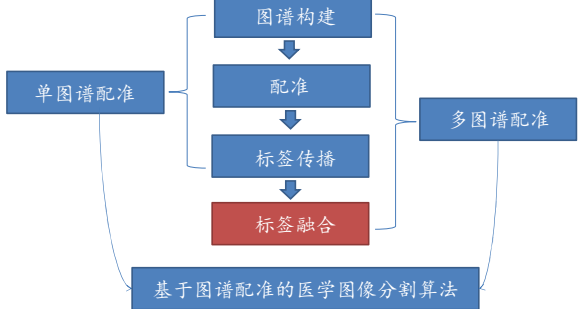 图谱构建
配准
单图谱配准
多图谱配准
标签传播
标签融合
基于图谱配准的医学图像分割算法